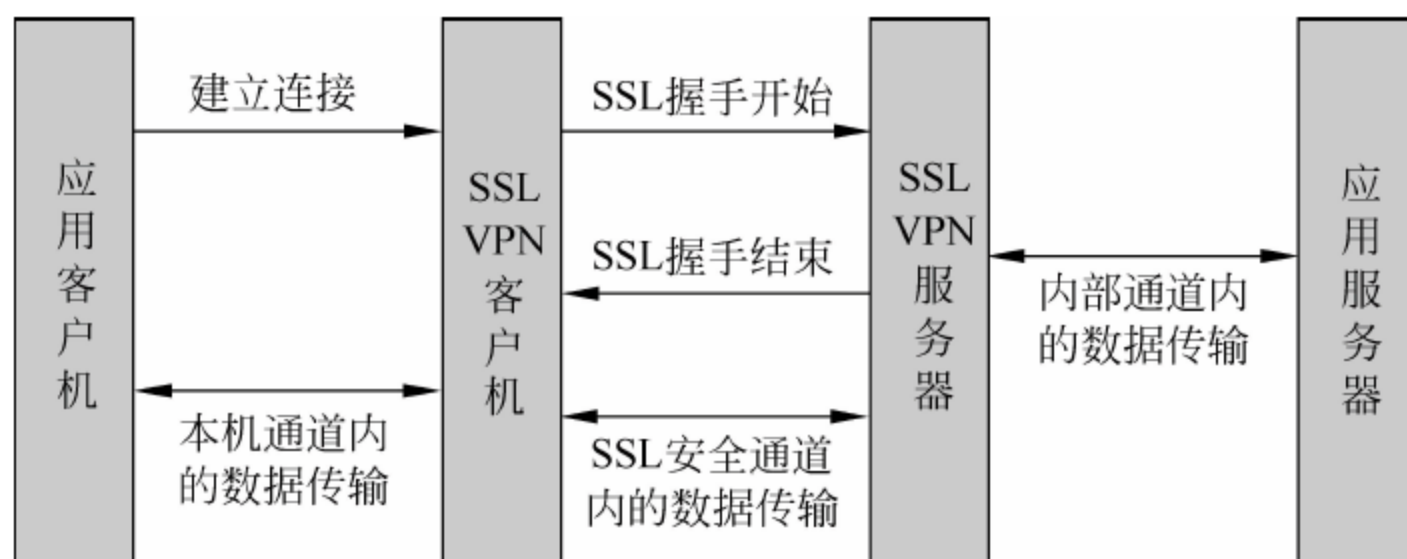 应用客户机
建立连接
本机通道内
的数据传输
SSL
VPN
客户机
SSL握手开始
SSL握手结束
SSL安全通道
内的数据传输
SSL
VPN
服务器
内部通道内
的数据传输
应用服务器